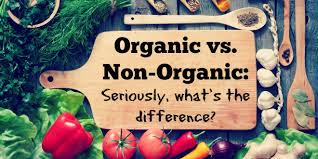 Organic vs.
Non-Organic:
Seriously, what's the
difference?